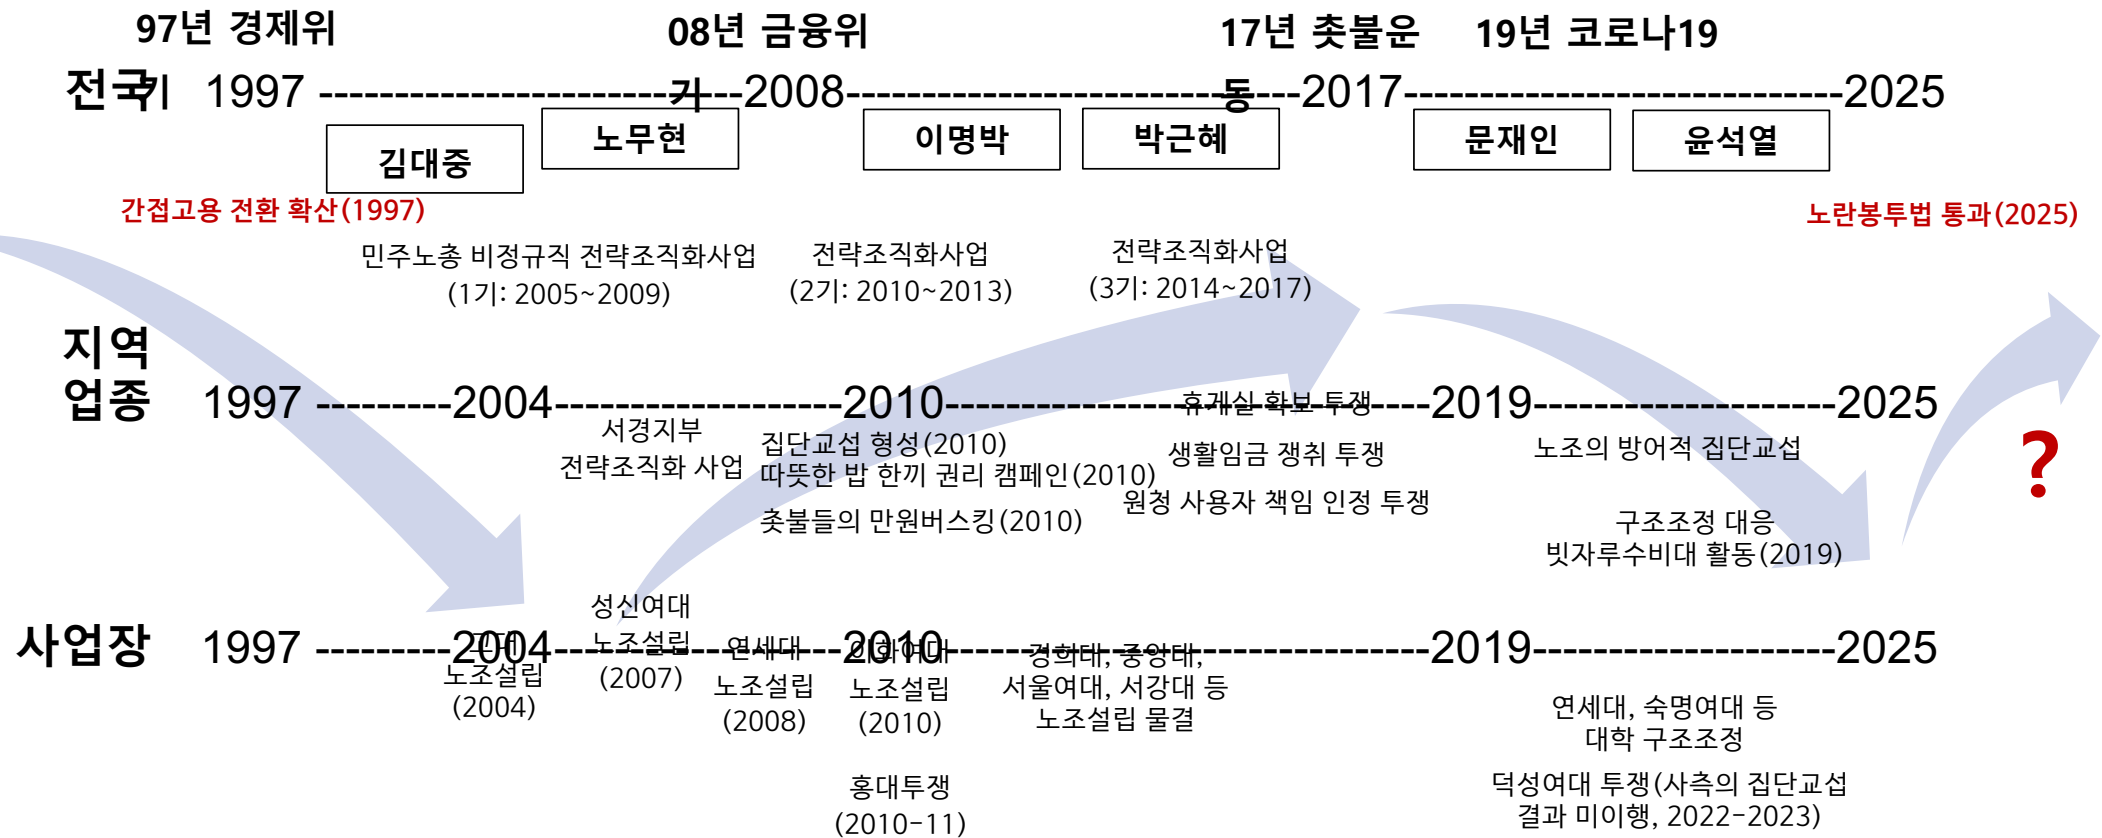 97년 경제위기
08년 금융위기
17년 촛불운동
19년 코로나19
전국 1997 ----------------------------2008------------------------------2017-----------------------------2025
김대중
노무현
이명박
박근혜
문재인
윤석열
간접고용 전환 확산(1997)
노란봉투법 통과(2025)
민주노총 비정규직 전략조직화사업
(1기: 2005~2009)
전략조직화사업
(2기: 2010~2013)
전략조직화사업
(3기: 2014~2017)
지역
업종 1997 ---------2004-------------------2010--------------------------------2019--------------------2025
서경지부
전략조직화 사업
집단교섭 형성(2010)
따뜻한 밥 한끼 권리 캠페인(2010)
촛불들의 만원버스킹(2010)
휴게실 확보 투쟁
생활임금 쟁취 투쟁
원청 사용자 책임 인정 투쟁
노조의 방어적 집단교섭
구조조정 대응
빗자루수비대 활동(2019)
?
사업장 1997 ---------2004-------------------2010--------------------------------2019--------------------2025
고대
노조설립
(2004)
성신여대
노조설립
(2007)
연세대
노조설립
(2008)
이화여대
노조설립
(2010)
홍대투쟁
(2010-11)
경희대, 중앙대,
서울여대, 서강대 등
노조설립 물결
연세대, 숙명여대 등
대학 구조조정
덕성여대 투쟁(사측의 집단교섭
결과 미이행, 2022-2023)